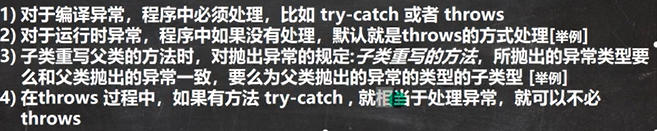 1) 对于编译异常，程序中必须处理，比如 try-catch 或者 throws
2) 对于运行时异常，程序中如果没有处理，默认就是throws的方式处理[举例]
3) 子类重写父类的方法时，对抛出异常的规定:子类重写的方法，所抛出的异常类型要
么和父类抛出的异常一致，要么为父类抛出的异常的类型的子类型 [举例]
4) 在throws 过程中，如果有方法 try-catch , 就相当于处理异常，就可以不必
throws